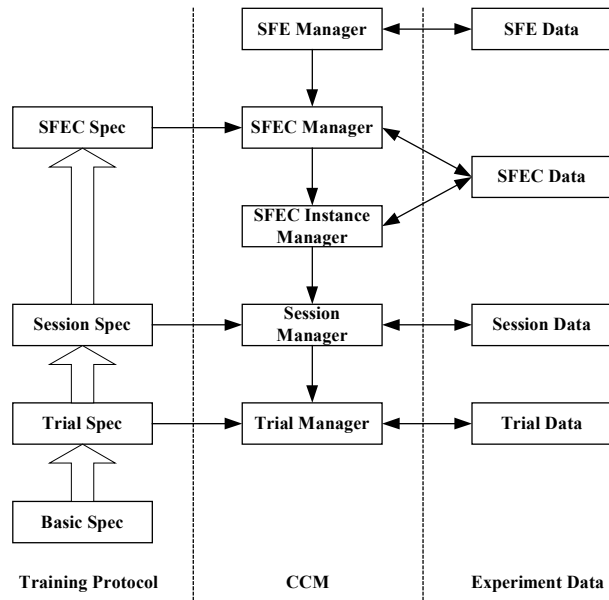 SFE Manager
SFE Data
SFEC Spec
SFEC Manager
SFEC Data
SFEC Instance
Manager
Session Spec
Session
Manager
Session Data
Trial Spec
Trial Manager
Trial Data
Basic Spec
Training Protocol
CCM
Experiment Data